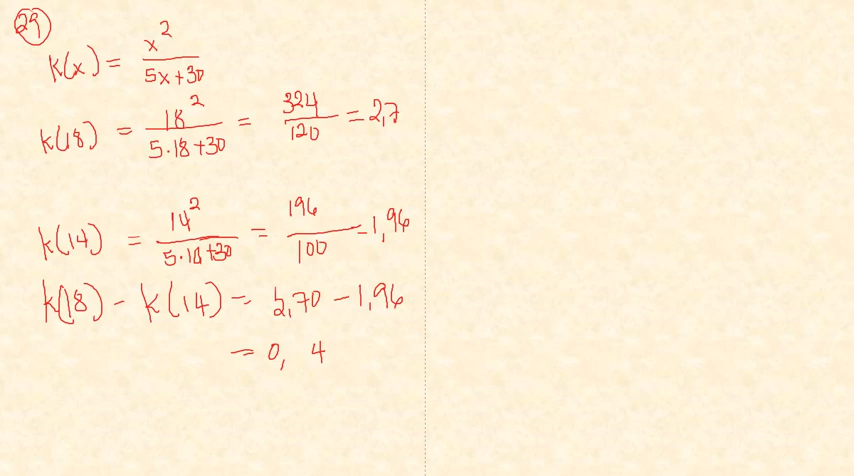 29
k(x) = x² / 5x+30
k(18) = 18² / 5·18+30 = 324 / 120 = 2,7
k(14) = 14² / 5·14+30 = 196 / 100 = 1,96
k(18) - k(14) = 2,70 - 1,96
= 0, 4